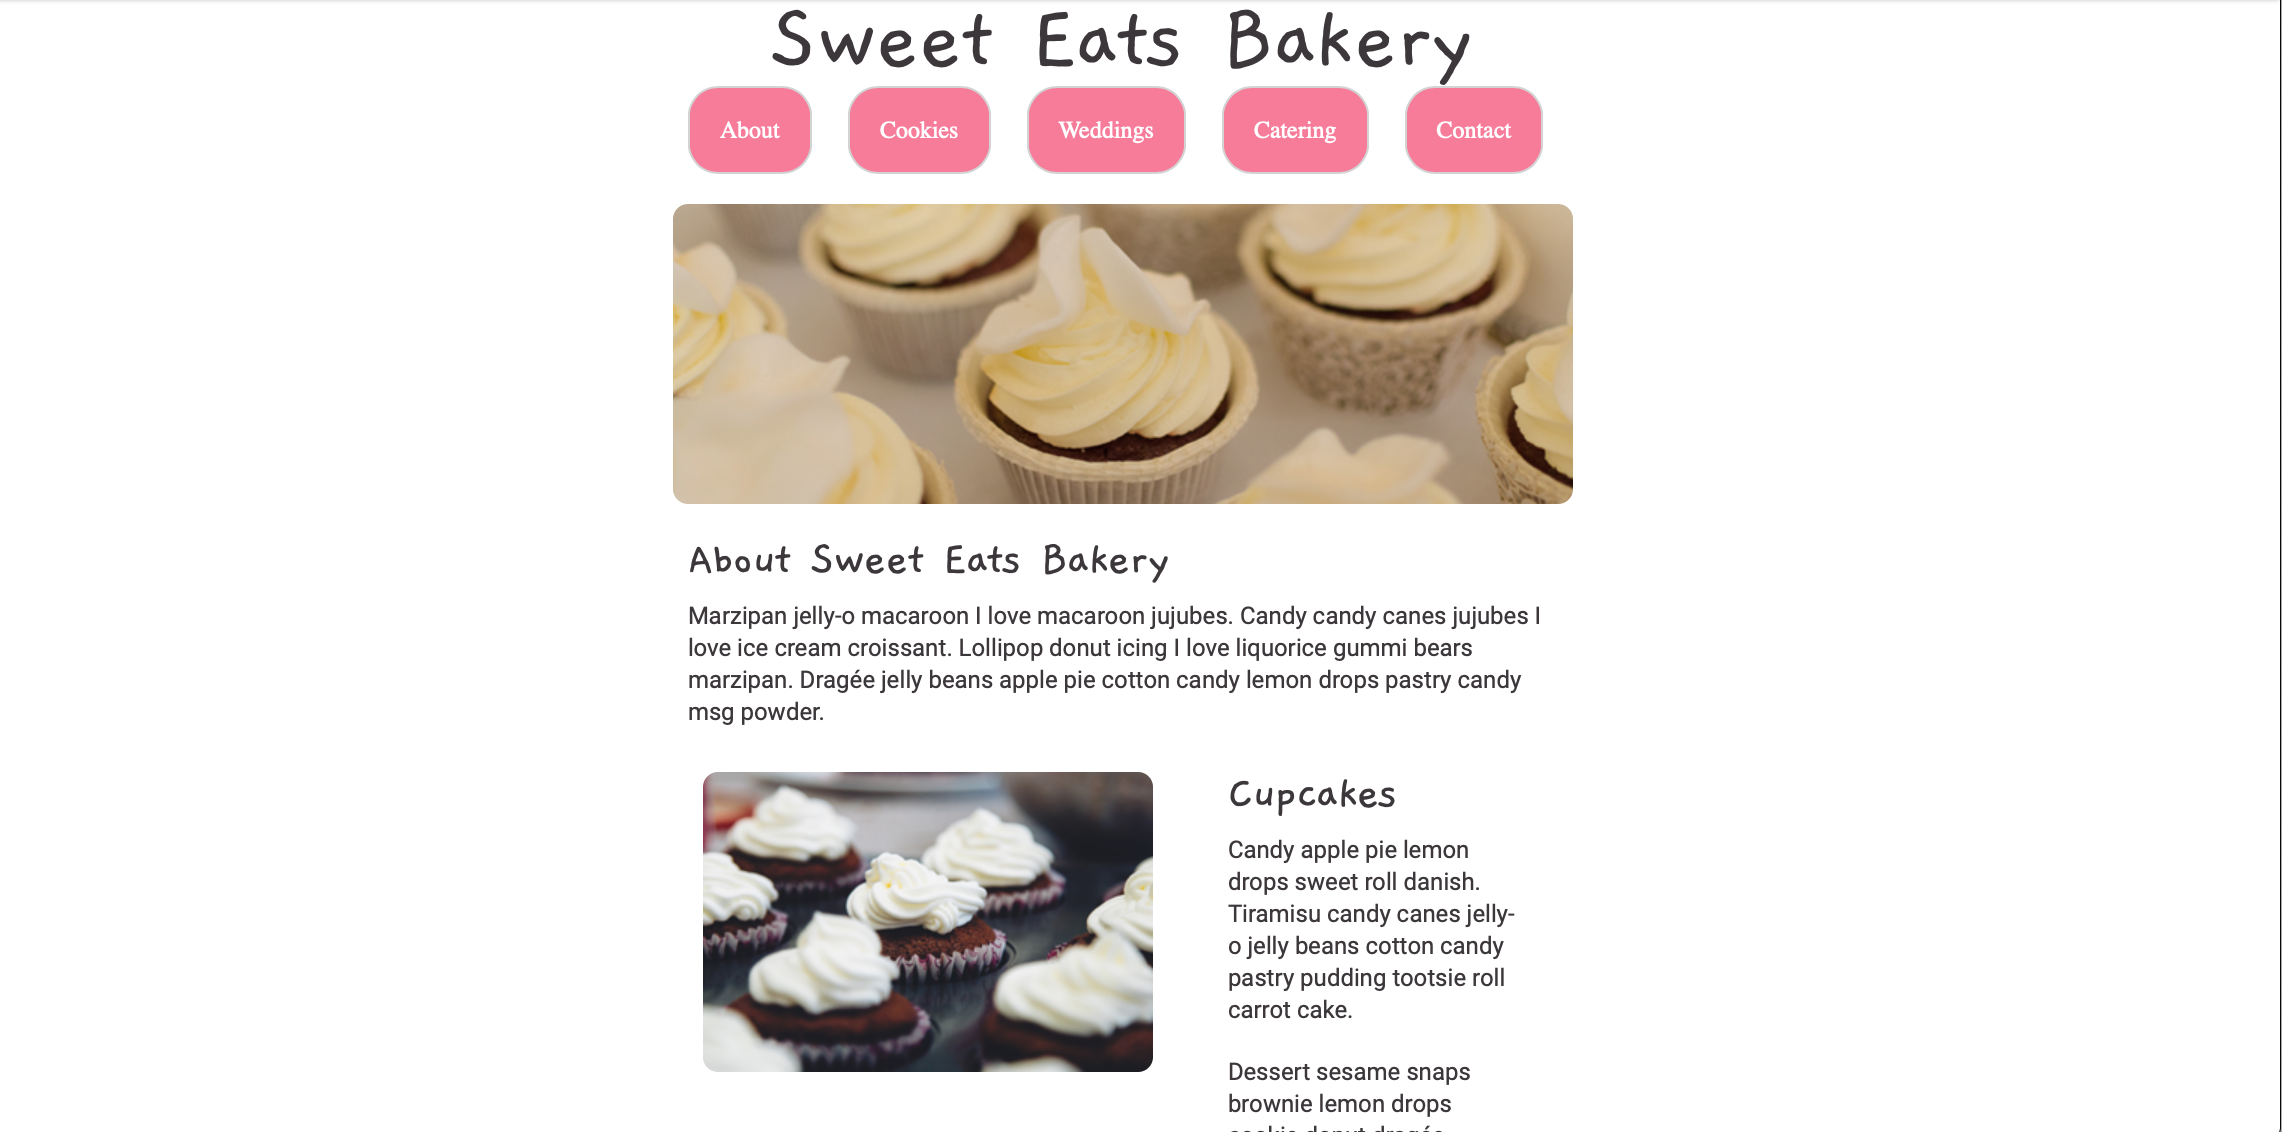 Sweet Eats Bakery
About Cookies Weddings Catering Contact
About Sweet Eats Bakery
Marzipan jelly-o macaroon I love macaroon jujubes. Candy candy canes jujubes I
love ice cream croissant. Lollipop donut icing I love liquorice gummi bears
marzipan. Dragée jelly beans apple pie cotton candy lemon drops pastry candy
msg powder.
Cupcakes
Candy apple pie lemon
drops sweet roll danish.
Tiramisu candy canes jelly-
o jelly beans cotton candy
pastry pudding tootsie roll
carrot cake.
Dessert sesame snaps
brownie lemon drops